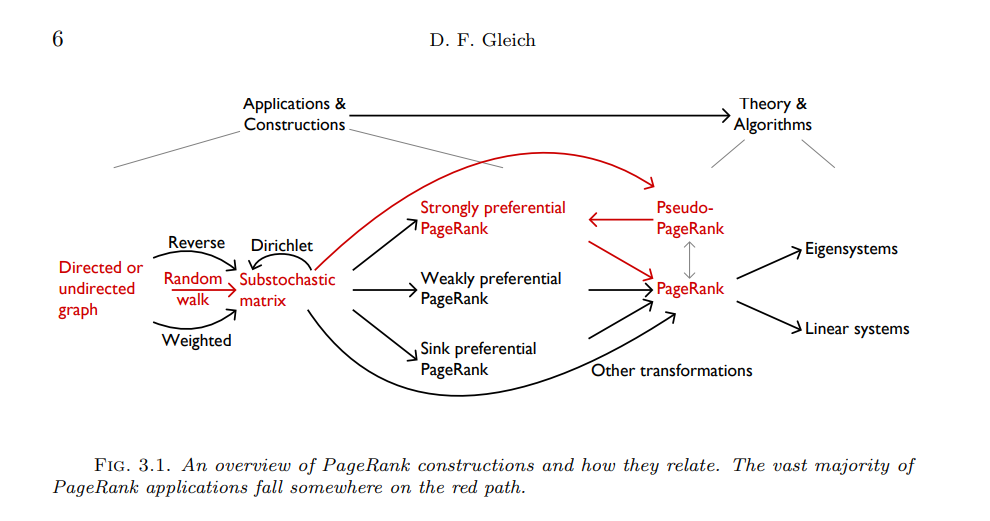 6
D. F. Gleich
Applications &
Constructions
Theory &
Algorithms
Strongly preferential
PageRank
Pseudo-
PageRank
Reverse
Dirichlet
Directed or
undirected
graph
Random
walk
Substochastic
matrix
Weakly preferential
PageRank
PageRank
Eigensystems
Linear systems
Weighted
Sink preferential
PageRank
Other transformations
FIG. 3.1. An overview of PageRank constructions and how they relate. The vast majority of
PageRank applications fall somewhere on the red path.